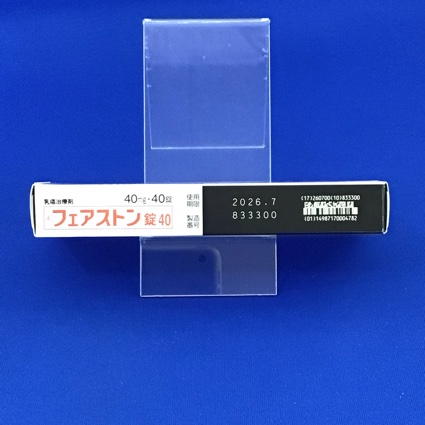 乳癌治療剤
40mg・40錠
フェアストン錠40
使用
期限
2026.7
製造
番号
833300
(17)260700(10)833300
(01)14987170004782